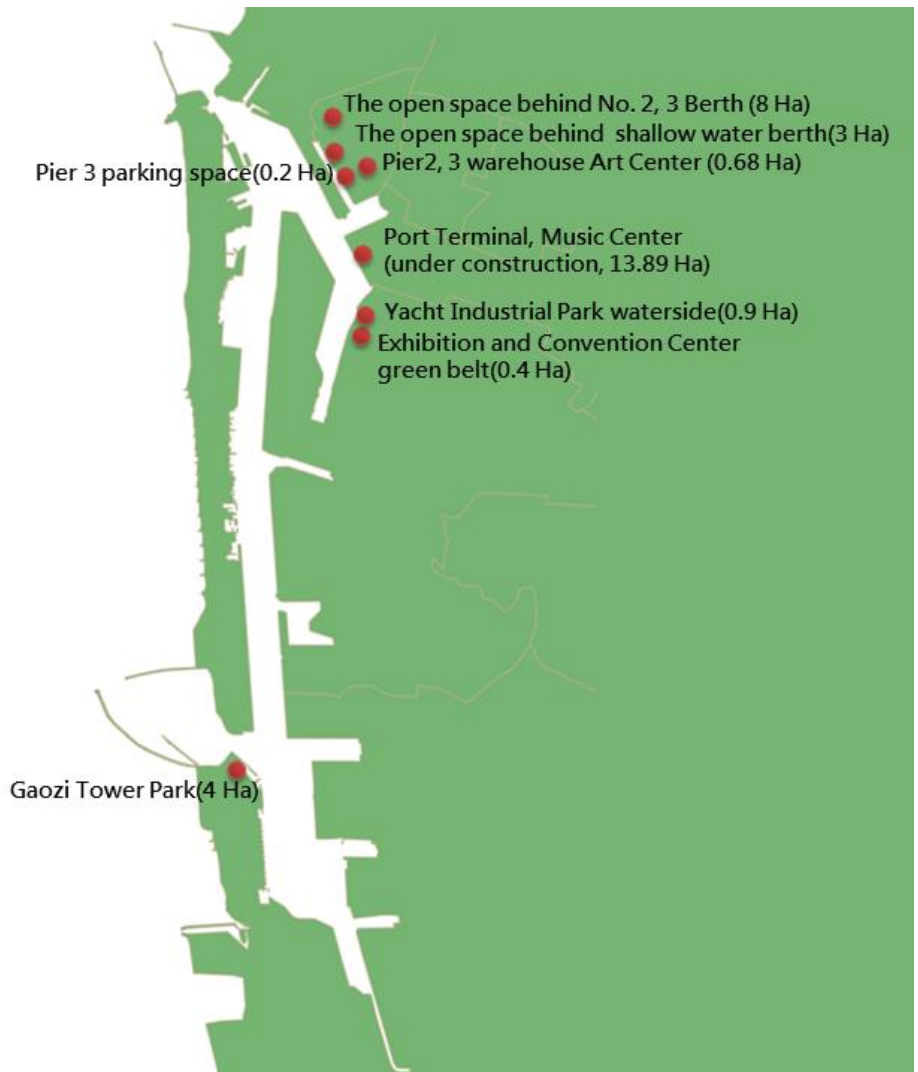 The open space behind No. 2, 3 Berth (8 Ha)
The open space behind shallow water berth(3 Ha)
Pier2, 3 warehouse Art Center (0.68 Ha)
Pier 3 parking space(0.2 Ha)
Port Terminal, Music Center
(under construction, 13.89 Ha)
Yacht Industrial Park waterside(0.9 Ha)
Exhibition and Convention Center
green belt(0.4 Ha)
Gaozi Tower Park(4 Ha)